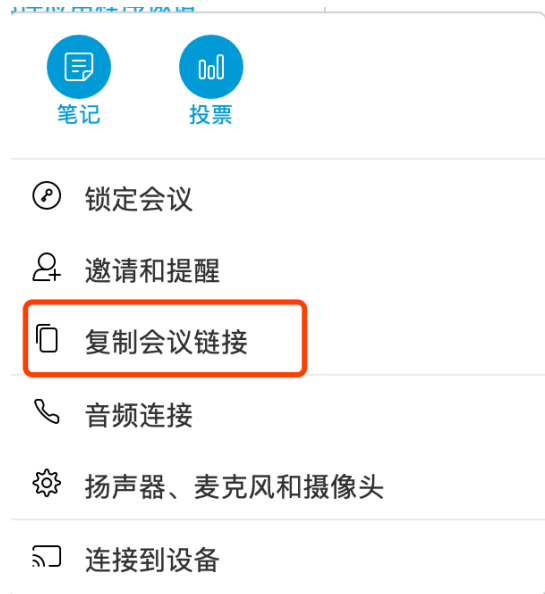 笔记
投票
锁定会议
邀请和提醒
复制会议链接
音频连接
扬声器、麦克风和摄像头
连接到设备